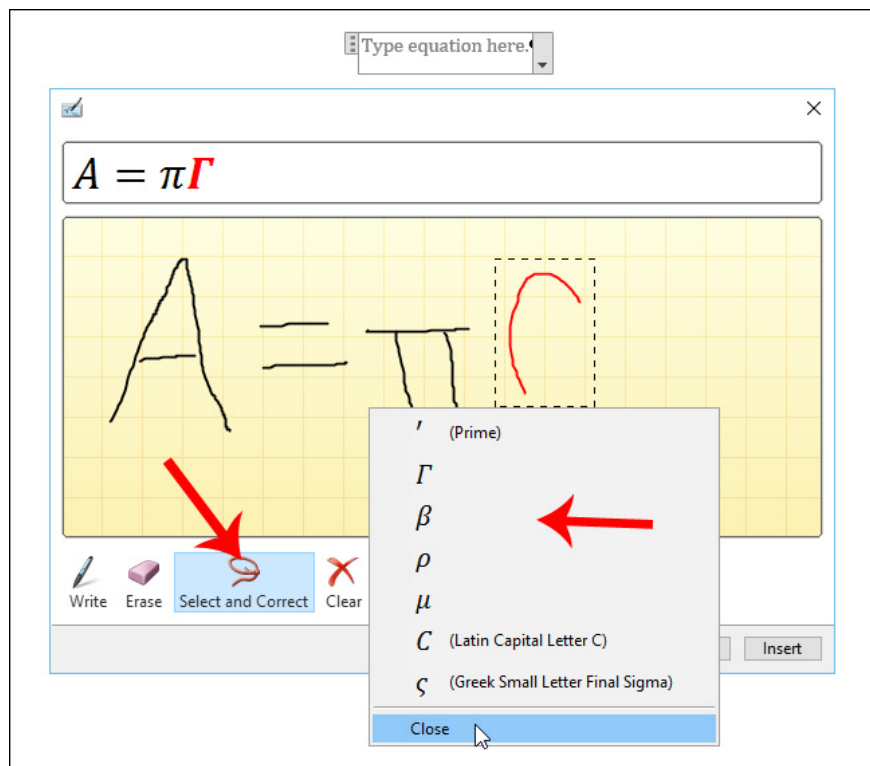 Type equation here.
A = πΓ
A = π
′ (Prime)
Γ
β
ρ
μ
C (Latin Capital Letter C)
ς (Greek Small Letter Final Sigma)
Close
Write Erase Select and Correct Clear
Insert